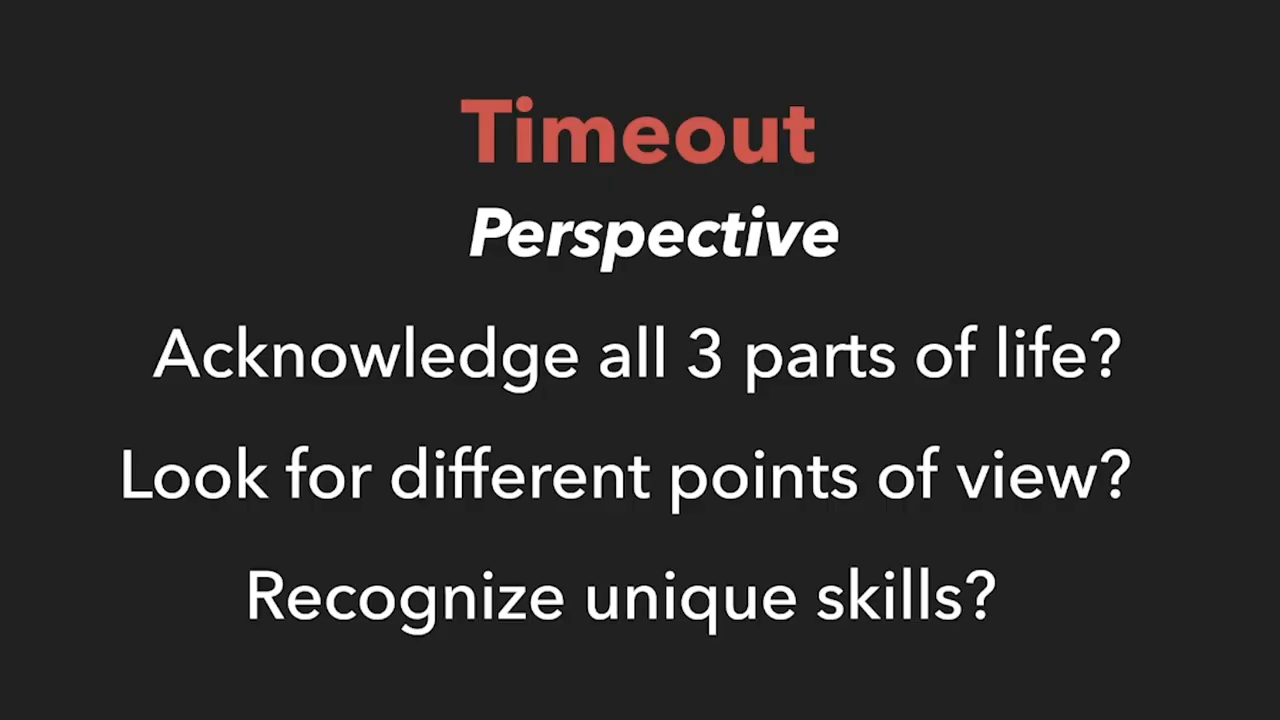 Timeout
Perspective
Acknowledge all 3 parts of life?
Look for different points of view?
Recognize unique skills?